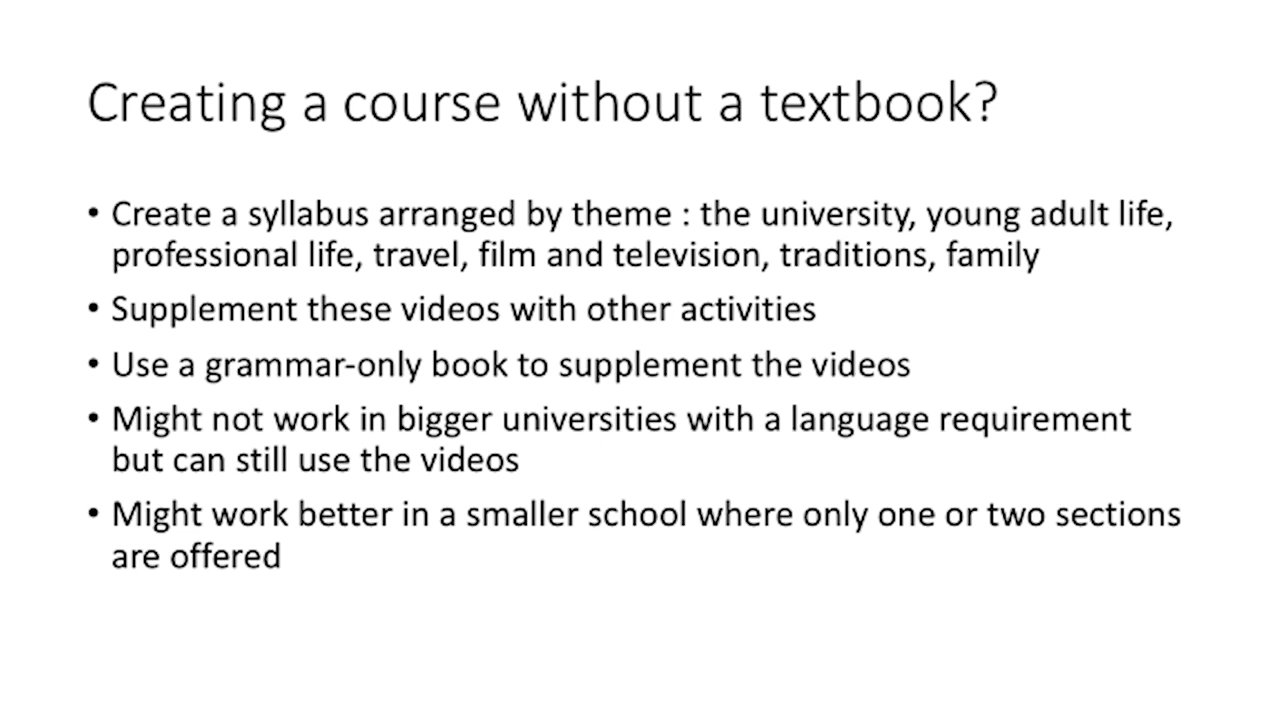 Creating a course without a textbook?
• Create a syllabus arranged by theme : the university, young adult life,
professional life, travel, film and television, traditions, family
• Supplement these videos with other activities
• Use a grammar-only book to supplement the videos
• Might not work in bigger universities with a language requirement
but can still use the videos
• Might work better in a smaller school where only one or two sections
are offered